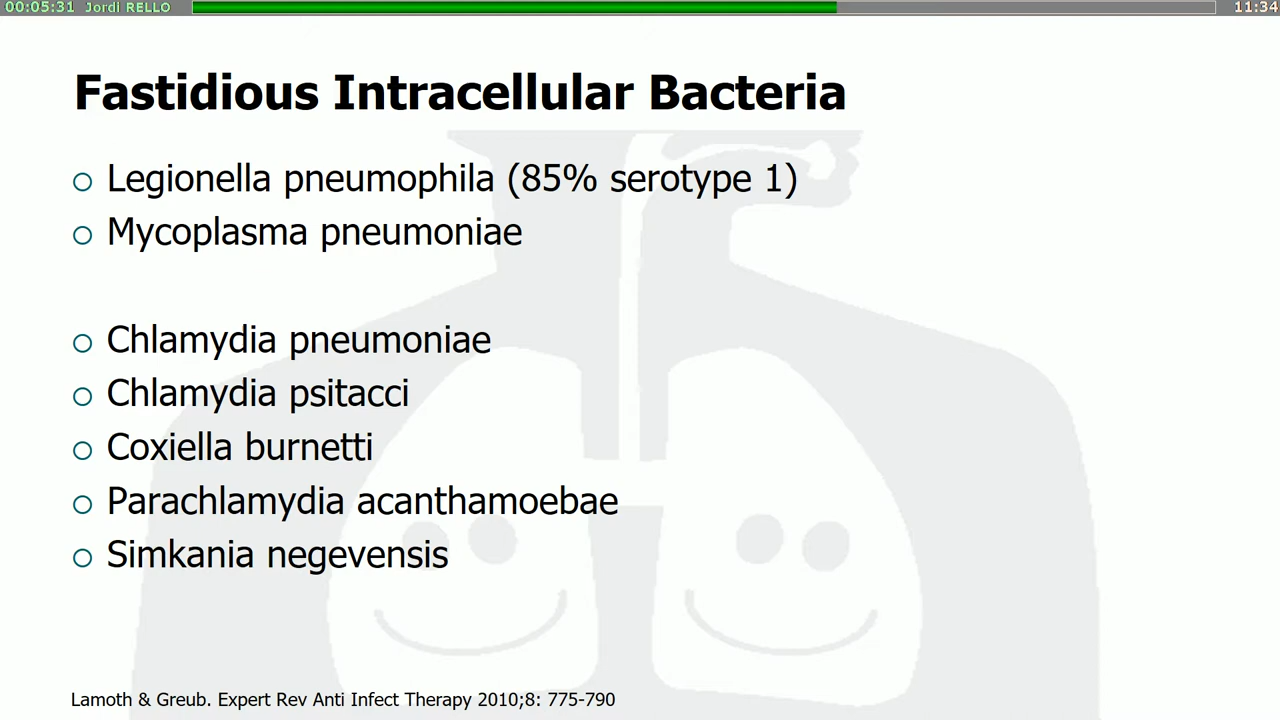 00:05:31 Jordi RELLO 11:34
Fastidious Intracellular Bacteria
Legionella pneumophila (85% serotype 1)
Mycoplasma pneumoniae
Chlamydia pneumoniae
Chlamydia psitacci
Coxiella burnetti
Parachlamydia acanthamoebae
Simkania negevensis
Lamoth & Greub. Expert Rev Anti Infect Therapy 2010;8: 775-790